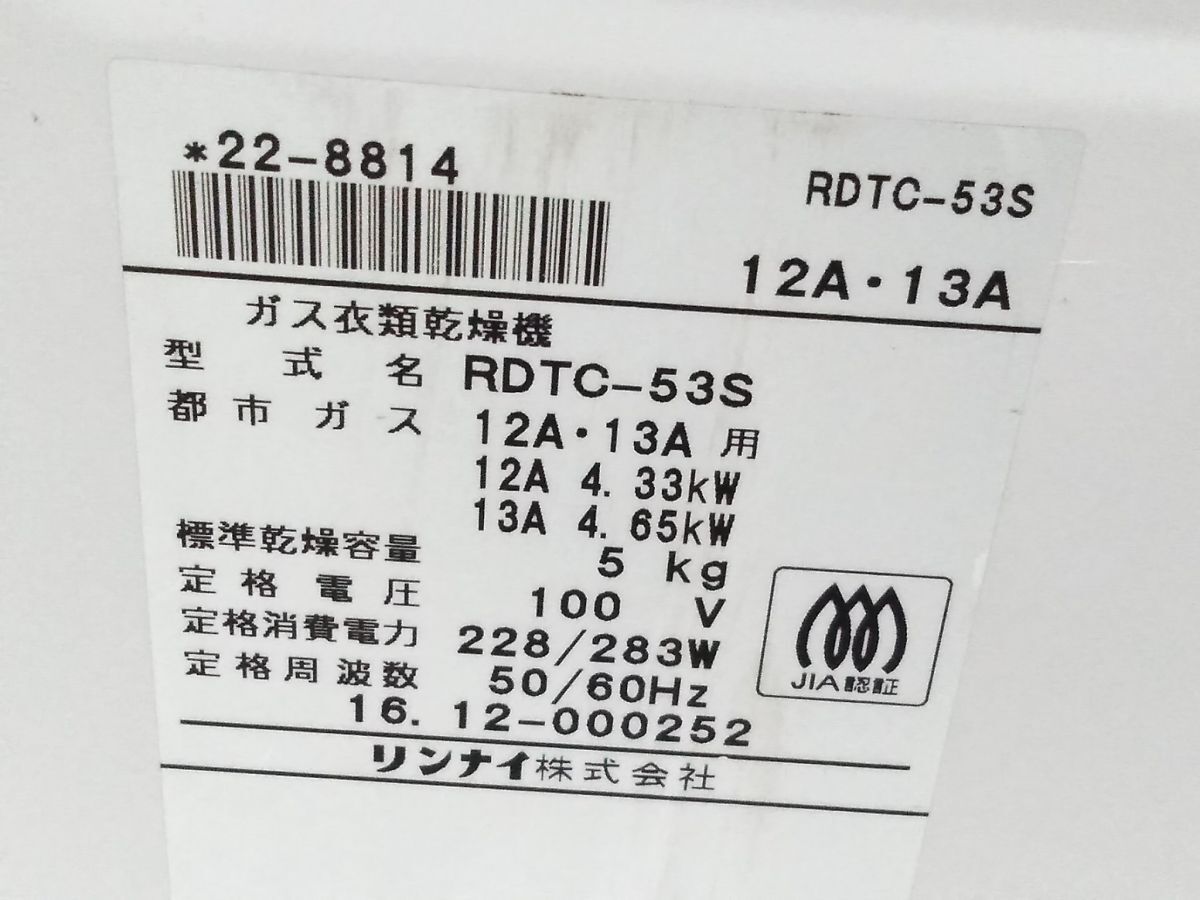 *22-8814
RDTC-53S
12A・13A
ガス衣類乾燥機
型式名 RDTC-53S
都市ガス 12A・13A用
12A 4.33kW
13A 4.65kW
標準乾燥容量 5 kg
定格電圧 100 V
定格消費電力 228/283W
定格周波数 50/60Hz
16.12-000252
JIA認証
リンナイ株式会社